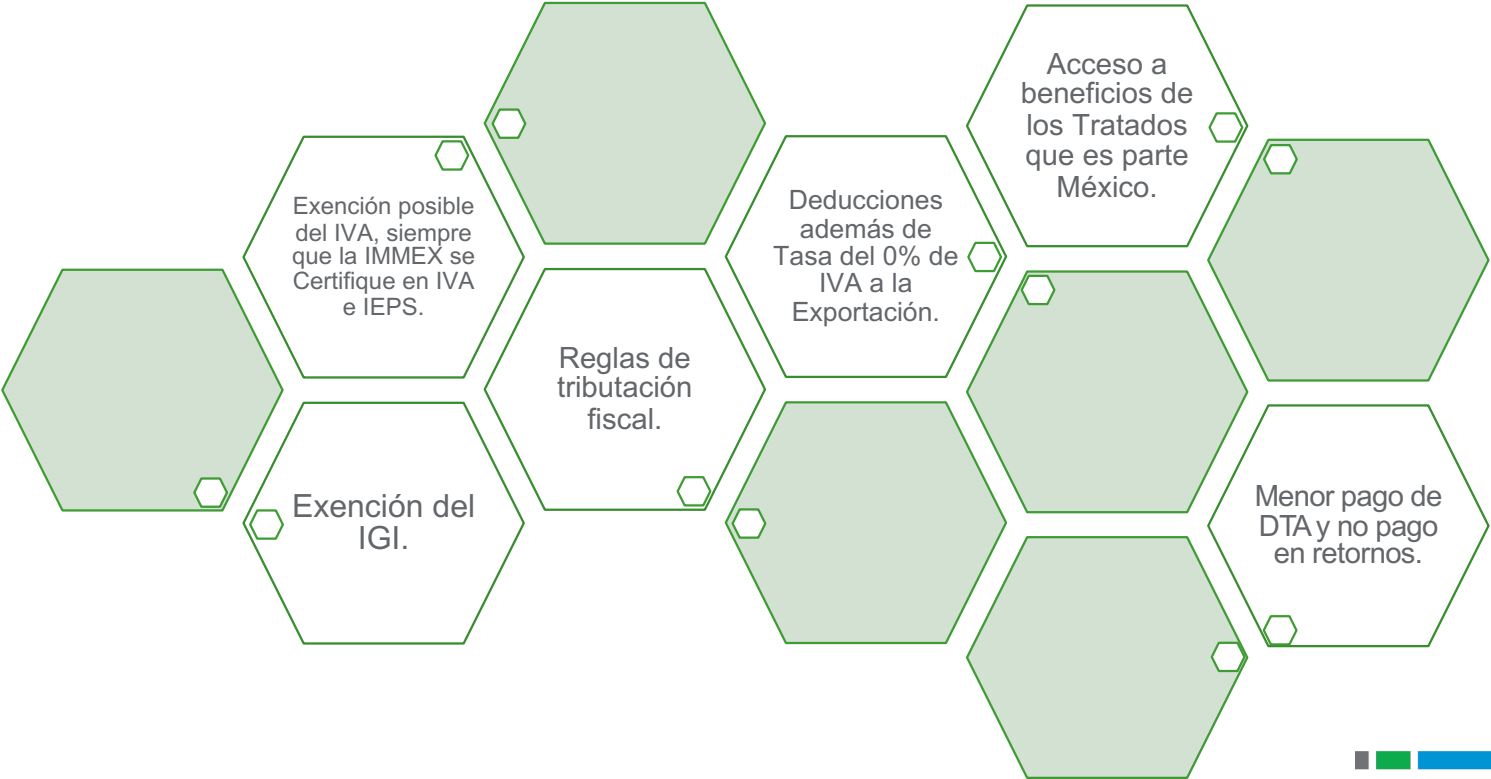 Exención posible
del IVA, siempre
que la IMMEX se
Certifique en IVA
e IEPS.
Exención del
IGI.
Reglas de
tributación
fiscal.
Deducciones
además de
Tasa del 0% de
IVA a la
Exportación.
Acceso a
beneficios de
los Tratados
que es parte
México.
Menor pago de
DTA y no pago
en retornos.